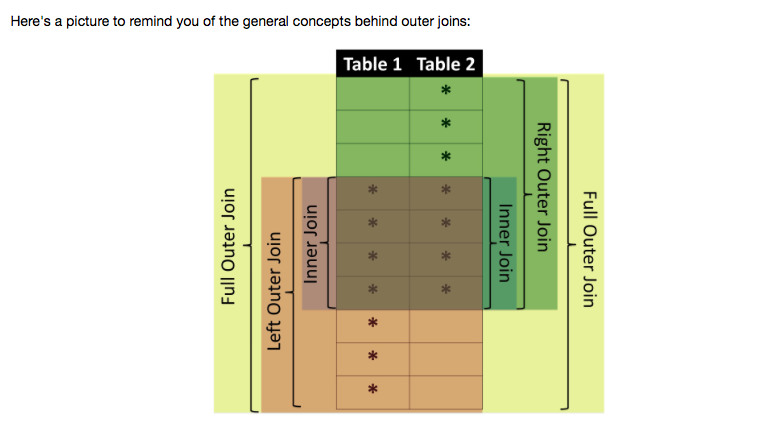 Here's a picture to remind you of the general concepts behind outer joins:
Table 1 Table 2
*
*
*
* *
* *
* *
* *
*
*
*
Full Outer Join
Left Outer Join
Inner Join
Inner Join
Right Outer Join
Full Outer Join